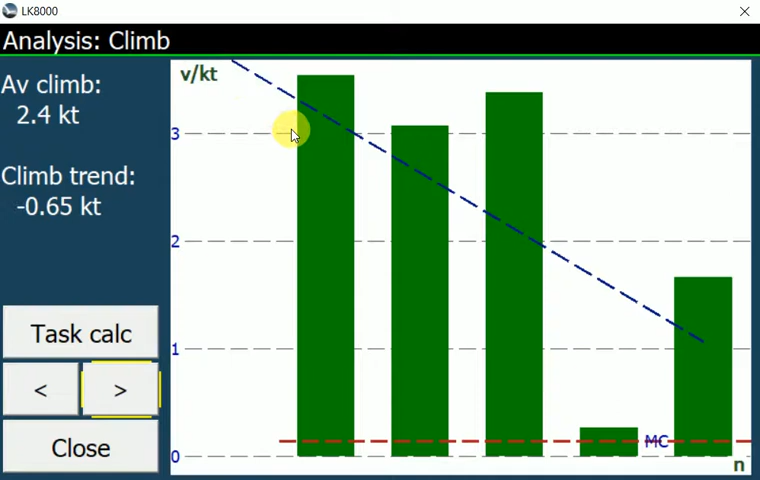 LK8000
Analysis: Climb
Av climb:
2.4 kt
Climb trend:
-0.65 kt
Task calc
<
>
Close
v/kt
3
2
1
0
MC
n